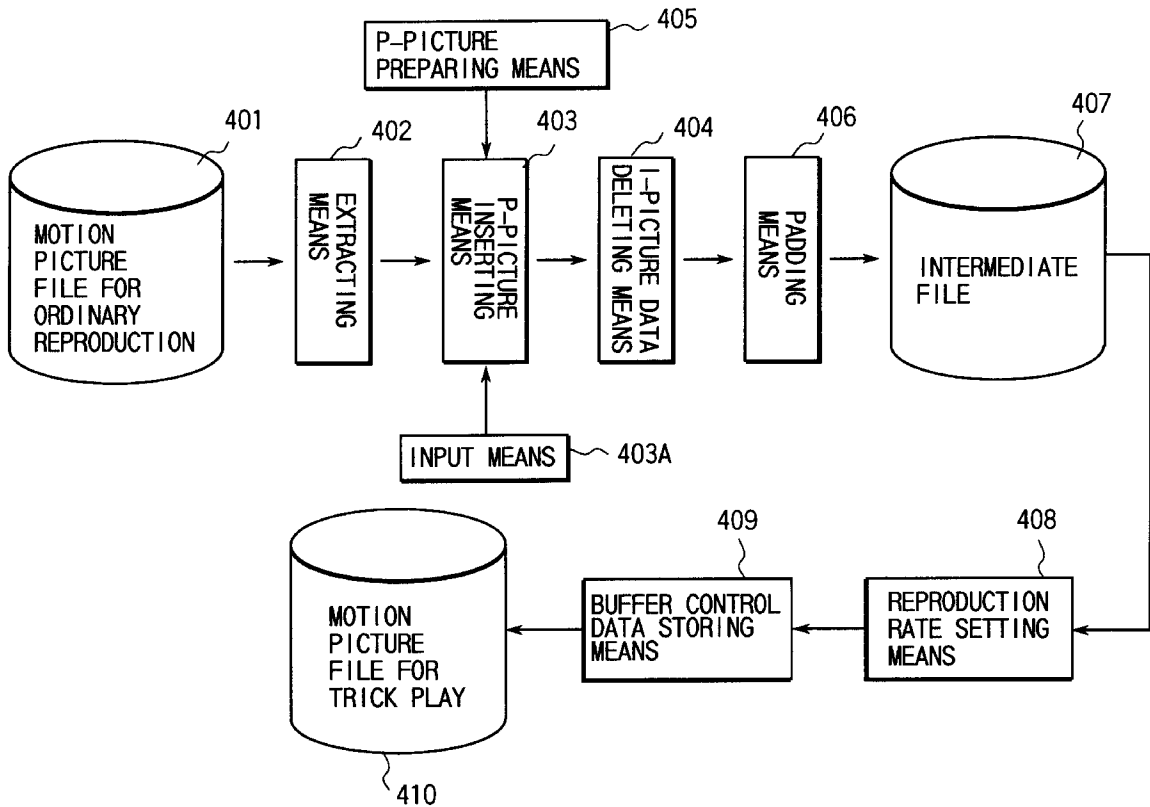 405
P-PICTURE
PREPARING MEANS
401
402
403
404
406
407
MOTION
PICTURE
FILE FOR
ORDINARY
REPRODUCTION
EXTRACTING
MEANS
P-PICTURE
INSERTING
MEANS
I-PICTURE DATA
DELETING MEANS
PADDING
MEANS
INTERMEDIATE
FILE
INPUT MEANS
403A
409
408
MOTION
PICTURE
FILE FOR
TRICK PLAY
BUFFER CONTROL
DATA STORING
MEANS
REPRODUCTION
RATE SETTING
MEANS
410